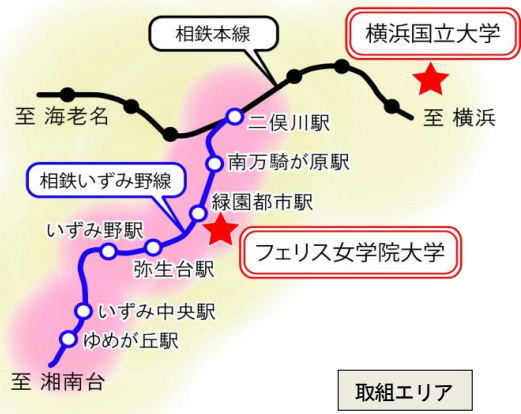 相鉄本線
横浜国立大学
至 海老名
至 横浜
二俣川駅
南万騎が原駅
相鉄いずみ野線
緑園都市駅
いずみ野駅
フェリス女学院大学
弥生台駅
いずみ中央駅
ゆめが丘駅
至 湘南台
取組エリア